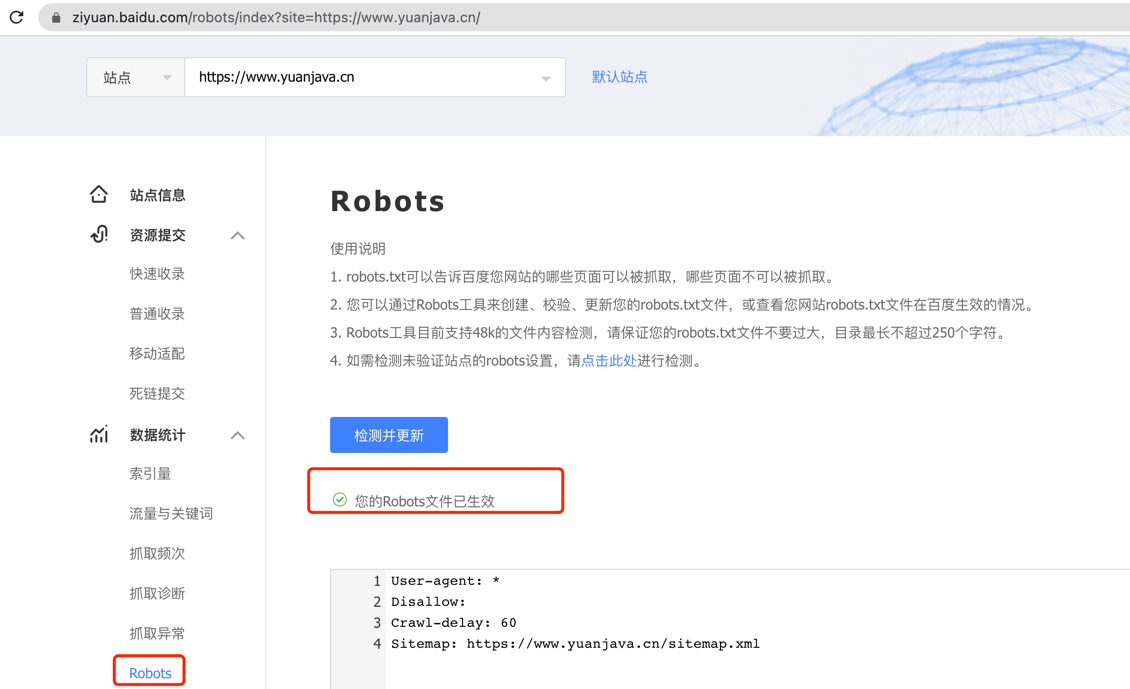 ziyuan.baidu.com/robots/index?site=https://www.yuanjava.cn/
站点
https://www.yuanjava.cn
默认站点
站点信息
资源提交
快速收录
普通收录
移动适配
死链提交
数据统计
索引量
流量与关键词
抓取频次
抓取诊断
抓取异常
Robots
Robots
使用说明
1. robots.txt可以告诉百度您网站的哪些页面可以被抓取，哪些页面不可以被抓取。
2. 您可以通过Robots工具来创建、校验、更新您的robots.txt文件，或查看您网站robots.txt文件在百度生效的情况。
3. Robots工具目前支持48k的文件内容检测，请保证您的robots.txt文件不要过大，目录最长不超过250个字符。
4. 如需检测未验证站点的robots设置，请点击此处进行检测。
检测并更新
您的Robots文件已生效
1 User-agent: *
2 Disallow:
3 Crawl-delay: 60
4 Sitemap: https://www.yuanjava.cn/sitemap.xml